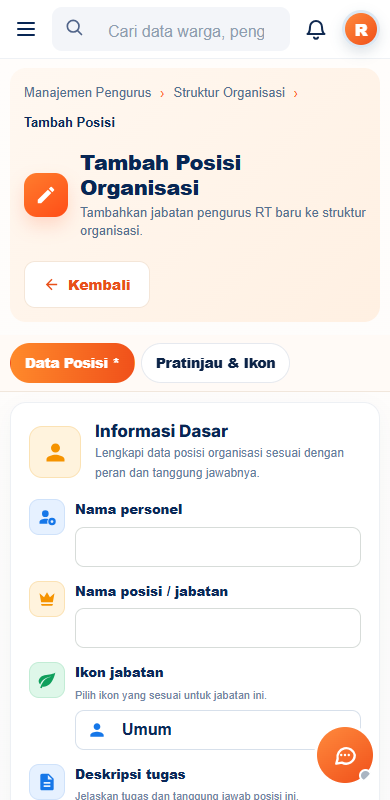 Cari data warga, peng
R
Manajemen Pengurus › Struktur Organisasi ›
Tambah Posisi
Tambah Posisi
Organisasi
Tambahkan jabatan pengurus RT baru ke struktur
organisasi.
← Kembali
Data Posisi *
Pratinjau & Ikon
Informasi Dasar
Lengkapi data posisi organisasi sesuai dengan
peran dan tanggung jawabnya.
Nama personel
Nama posisi / jabatan
Ikon jabatan
Pilih ikon yang sesuai untuk jabatan ini.
Umum
Deskripsi tugas
Jelaskan tugas dan tanggung jawab posisi ini.